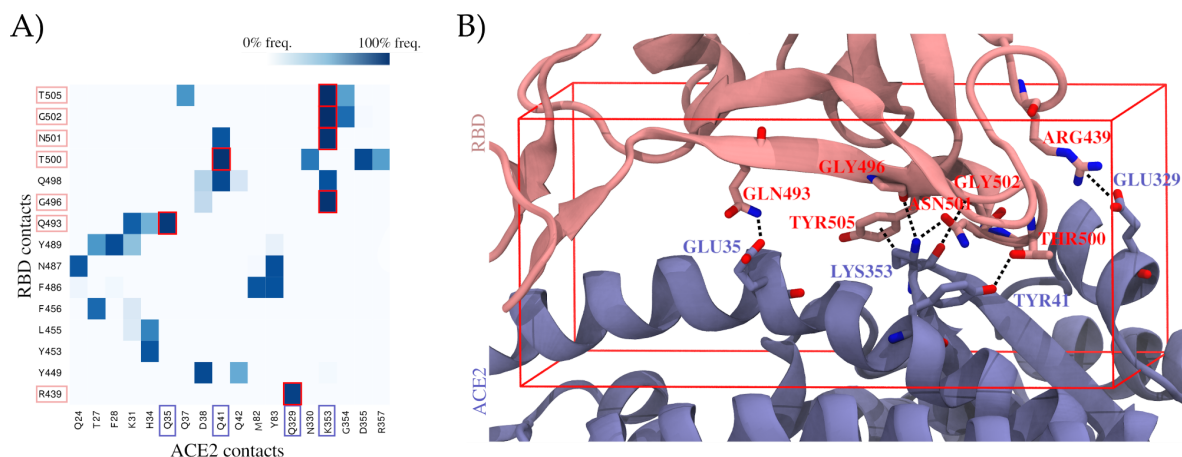 A)
0% freq.
100% freq.
RBD contacts
T505
G502
N501
T500
Q498
G496
Q493
Y489
N487
F486
F456
L455
Y453
Y449
R439
Q24
T27
F28
K31
H34
Q35
Q37
D38
Q41
Q42
M82
Y83
Q329
N330
K353
G354
D355
R357
ACE2 contacts
B)
RBD
ACE2
ARG439
GLY496
GLY502
GLU329
GLN493
ASN501
TYR505
THR500
GLU35
LYS353
TYR41